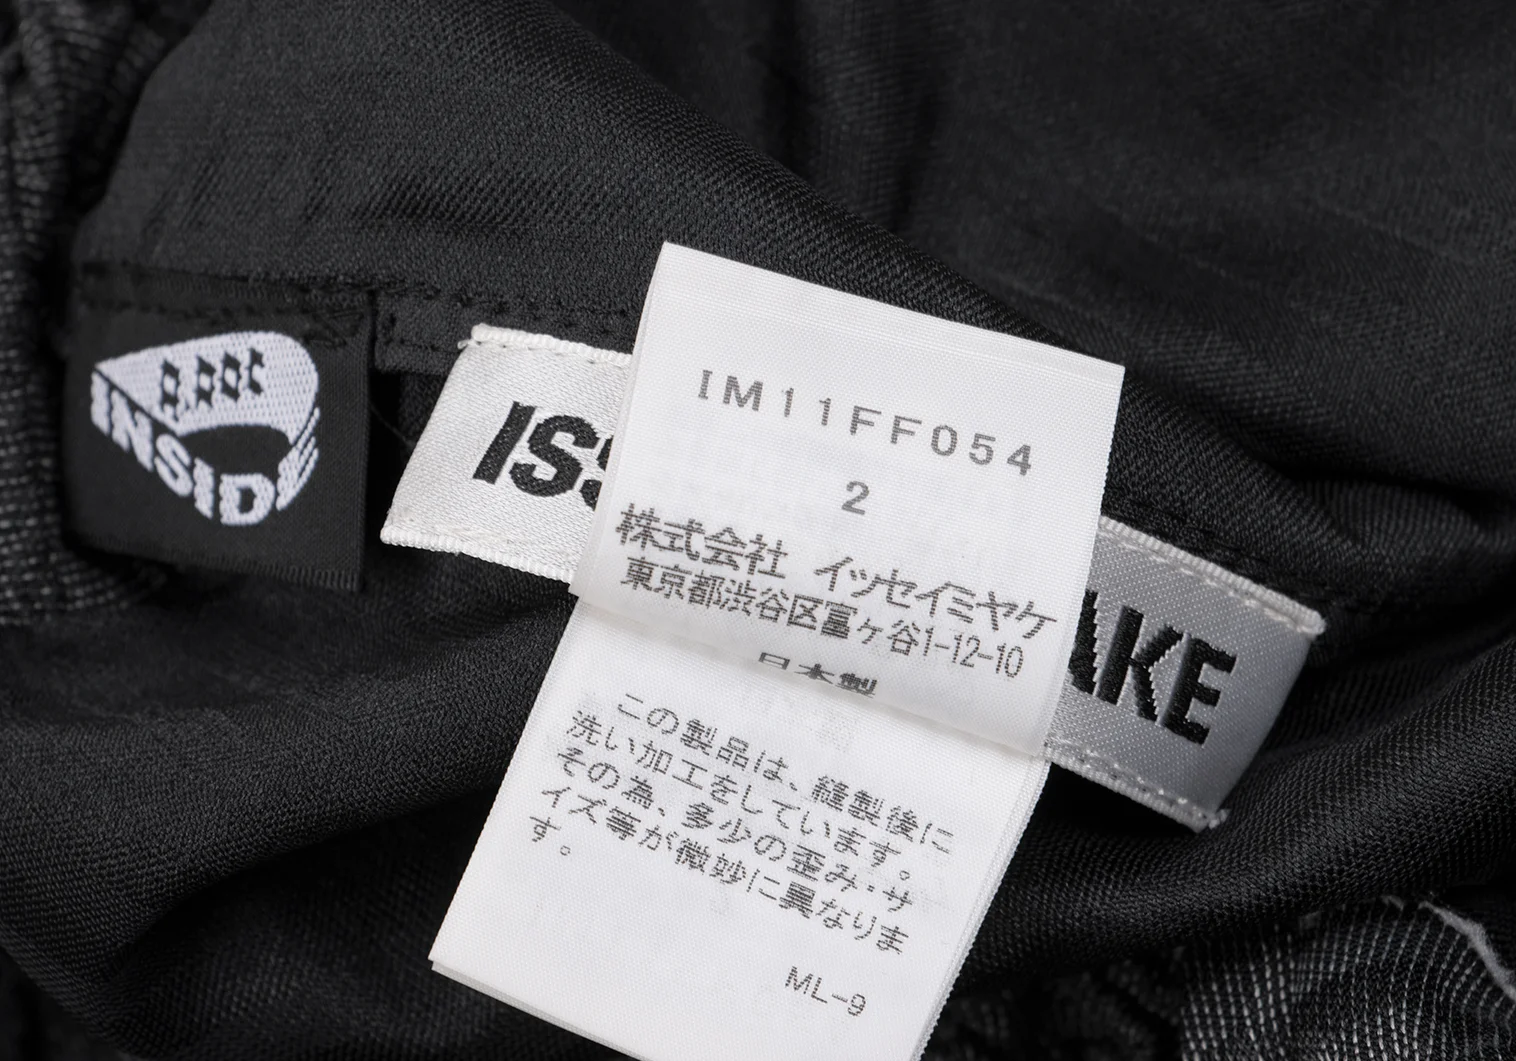 INSIDE
ISS
AKE
IM11FF054
2
株式会社 イッセイミヤケ
東京都渋谷区富ヶ谷1-12-10
日本製
この製品は、縫製後に
洗い加工をしています。
その為、多少の歪み・サ
イズ等が微妙に異なりま
す。
ML-9